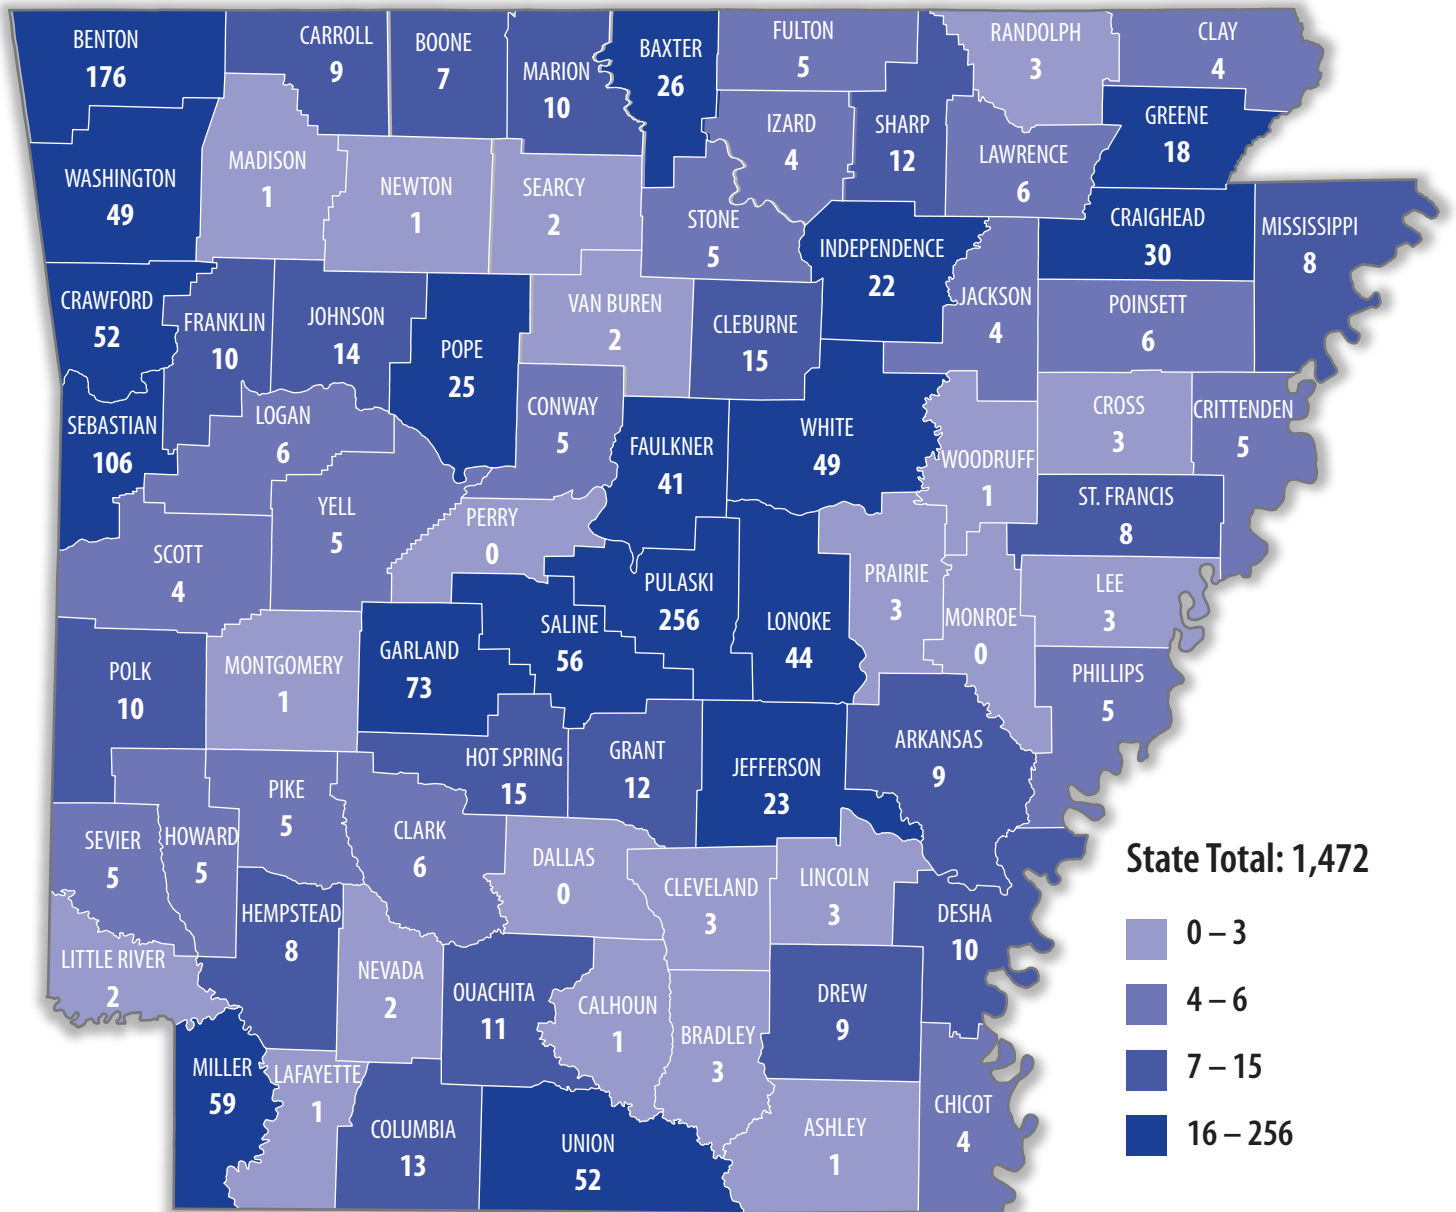 BENTON
176
CARROLL
9
BOONE
7
MARION
10
BAXTER
26
FULTON
5
RANDOLPH
3
CLAY
4
IZARD
4
SHARP
12
LAWRENCE
6
GREENE
18
WASHINGTON
49
MADISON
1
NEWTON
1
SEARCY
2
STONE
5
INDEPENDENCE
22
CRAIGHEAD
30
MISSISSIPPI
8
CRAWFORD
52
FRANKLIN
10
JOHNSON
14
POPE
25
VAN BUREN
2
CLEBURNE
15
JACKSON
4
POINSETT
6
SEBASTIAN
106
LOGAN
6
CONWAY
5
FAULKNER
41
WHITE
49
WOODRUFF
1
CROSS
3
CRITTENDEN
5
ST. FRANCIS
8
SCOTT
4
YELL
5
PERRY
0
PULASKI
256
LONOKE
44
PRAIRIE
3
MONROE
0
LEE
3
PHILLIPS
5
POLK
10
MONTGOMERY
1
GARLAND
73
SALINE
56
HOT SPRING
15
GRANT
12
JEFFERSON
23
ARKANSAS
9
SEVIER
5
HOWARD
5
PIKE
5
CLARK
6
DALLAS
0
CLEVELAND
3
LINCOLN
3
DESHA
10
LITTLE RIVER
2
HEMPSTEAD
8
NEVADA
2
OUACHITA
11
CALHOUN
1
BRADLEY
3
DREW
9
MILLER
59
LAFAYETTE
1
COLUMBIA
13
UNION
52
ASHLEY
1
CHICOT
4
State Total: 1,472
0 – 3
4 – 6
7 – 15
16 – 256